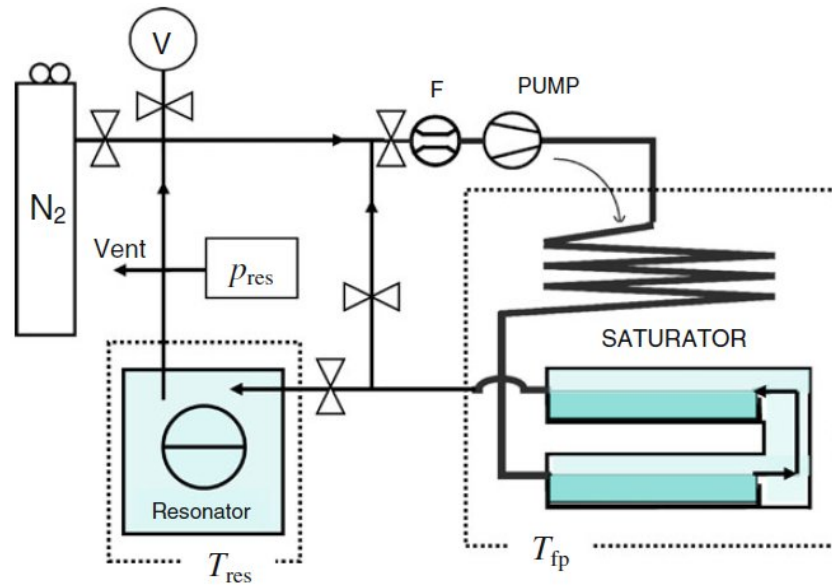 V
F
PUMP
N₂
Vent
pres
SATURATOR
Resonator
Tres
Tfp